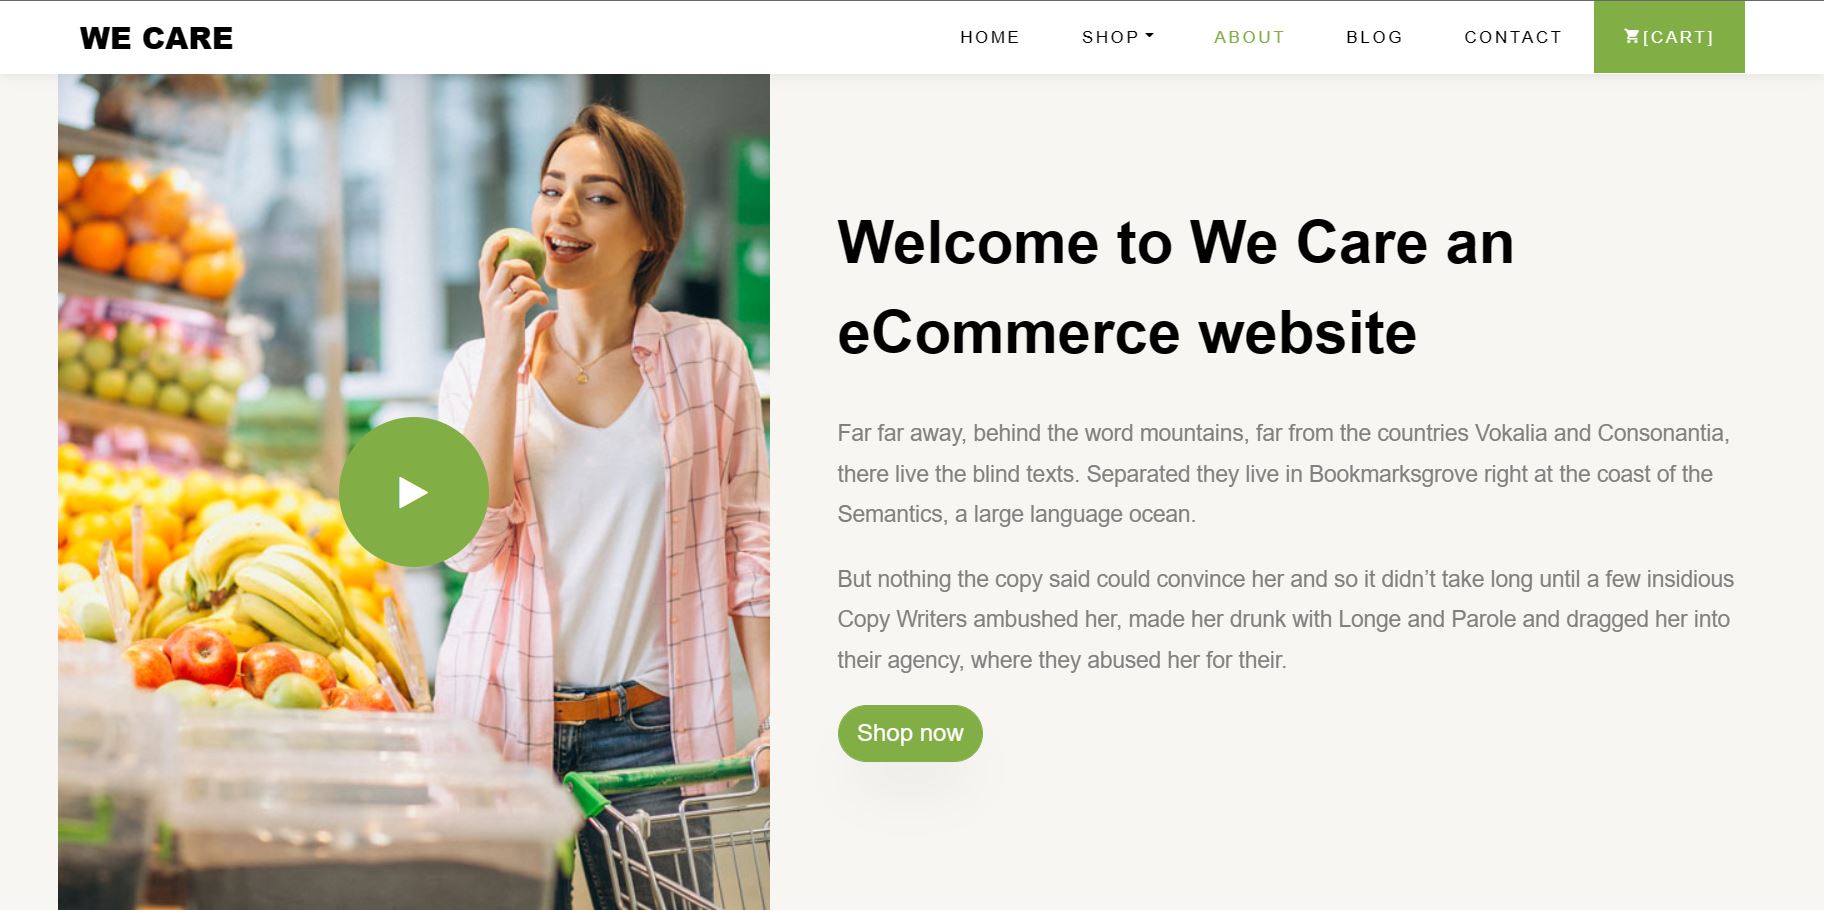 WE CARE
HOME
SHOP
ABOUT
BLOG
CONTACT
[CART]
Welcome to We Care an
eCommerce website
Far far away, behind the word mountains, far from the countries Vokalia and Consonantia,
there live the blind texts. Separated they live in Bookmarksgrove right at the coast of the
Semantics, a large language ocean.
But nothing the copy said could convince her and so it didn’t take long until a few insidious
Copy Writers ambushed her, made her drunk with Longe and Parole and dragged her into
their agency, where they abused her for their.
Shop now